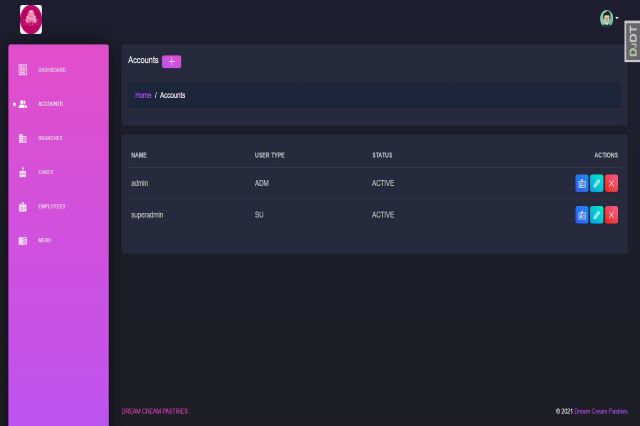 DJDT
DASHBOARD
ACCOUNTS
BRANCHES
CAKES
EMPLOYEES
MENU
Accounts +
Home / Accounts
NAME USER TYPE STATUS ACTIONS
admin ADM ACTIVE
superadmin SU ACTIVE
DREAM CREAM PASTRIES
© 2021 Dream Cream Pastries